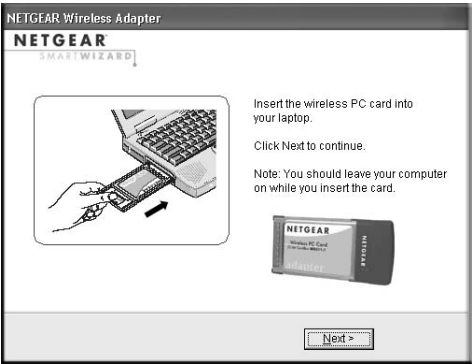 NETGEAR Wireless Adapter
NETGEAR
SMARTWIZARD
Insert the wireless PC card into
your laptop.
Click Next to continue.
Note: You should leave your computer
on while you insert the card.
NETGEAR
Wireless PC Card
NETGEAR
adapter
Next >